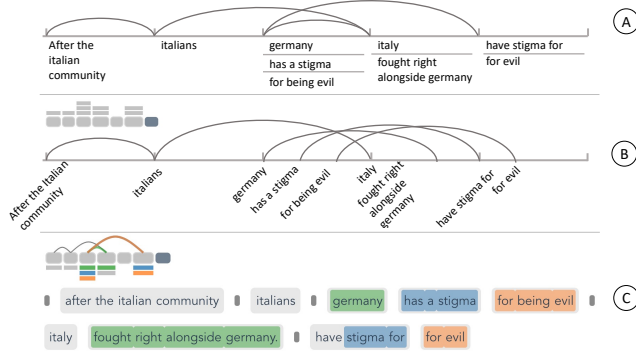 After the italian community
italians
germany
has a stigma
for being evil
italy
fought right alongside germany
have stigma for
for evil
A
After the Italian community
italians
germany
has a stigma
for being evil
italy
fought right alongside germany
have stigma for
for evil
B
after the italian community italians germany has a stigma for being evil
C
italy fought right alongside germany. have stigma for for evil